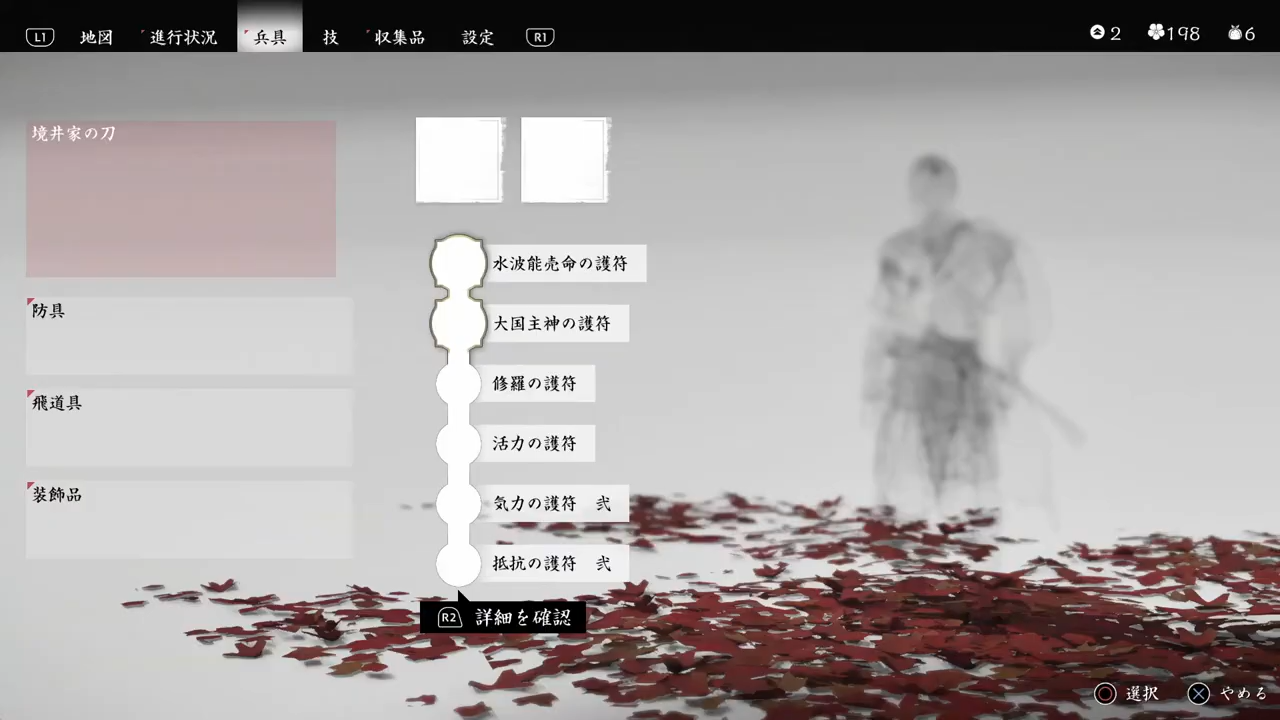 L1 地図 進行状況 兵具 技 収集品 設定 R1 2 198 6
境井家の刀
防具
飛道具
装飾品
水波能売命の護符
大国主神の護符
修羅の護符
活力の護符
気力の護符 弐
抵抗の護符 弐
R2 詳細を確認
選択 やめる